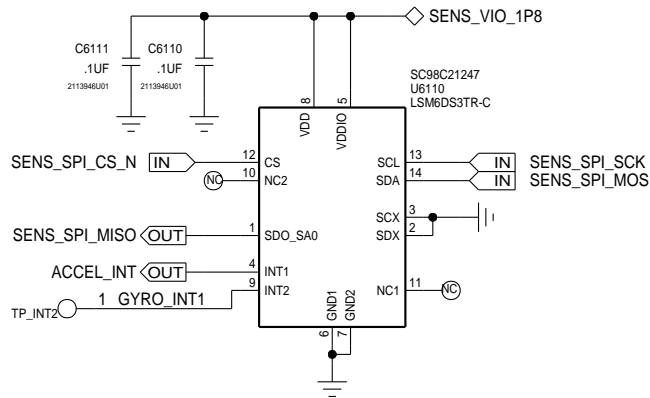 SENS_VIO_1P8
C6111 C6110
.1UF .1UF
2113946U01 2113946U01
SC98C21247
U6110
LSM6DS3TR-C
8 5
VDD VDDIO
SENS_SPI_CS_N IN 12 CS SCL 13 IN SENS_SPI_SCK
NC 10 NC2 SDA 14 IN SENS_SPI_MOS
SCX 3
SENS_SPI_MISO OUT 1 SDO_SA0 SDX 2
ACCEL_INT OUT 4 INT1
TP_INT2 1 GYRO_INT1 9 INT2 NC1 11 NC
GND1 GND2
6 7